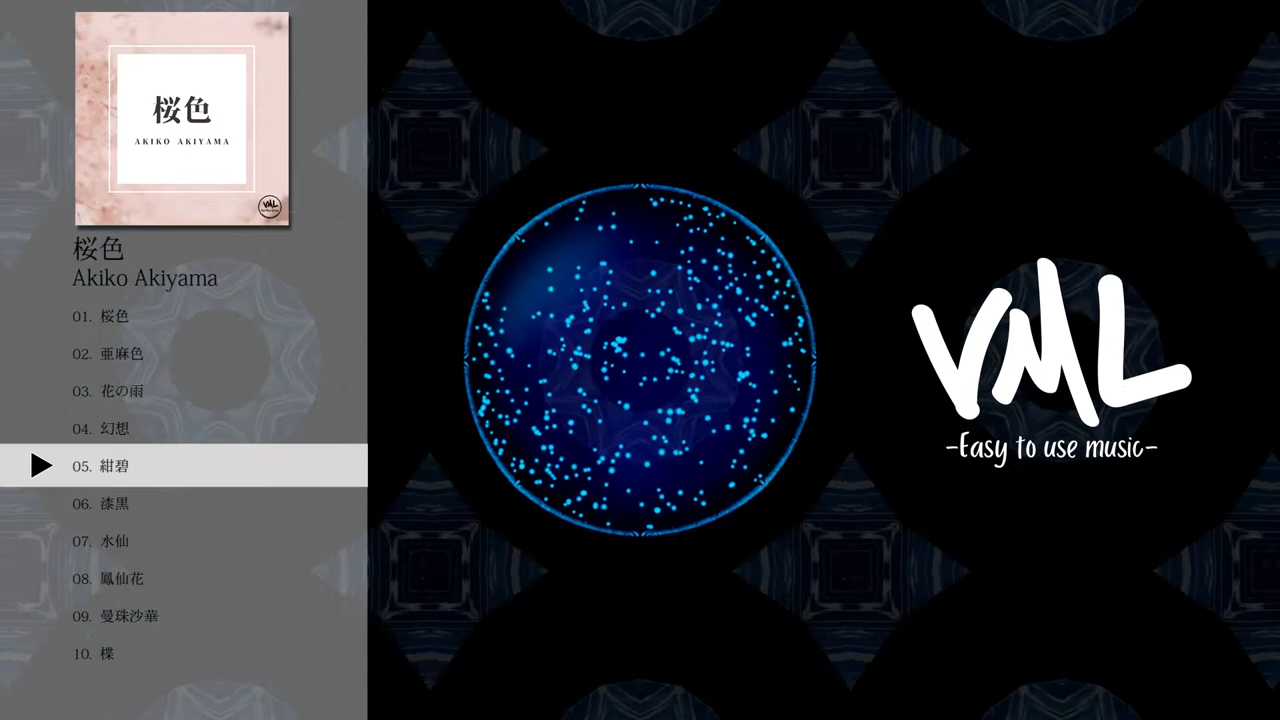 桜色
AKIKO AKIYAMA
VML
桜色
Akiko Akiyama
01. 桜色
02. 亜麻色
03. 花の雨
04. 幻想
05. 紺碧
06. 漆黒
07. 水仙
08. 鳳仙花
09. 曼珠沙華
10. 楪
VML
-Easy to use music-